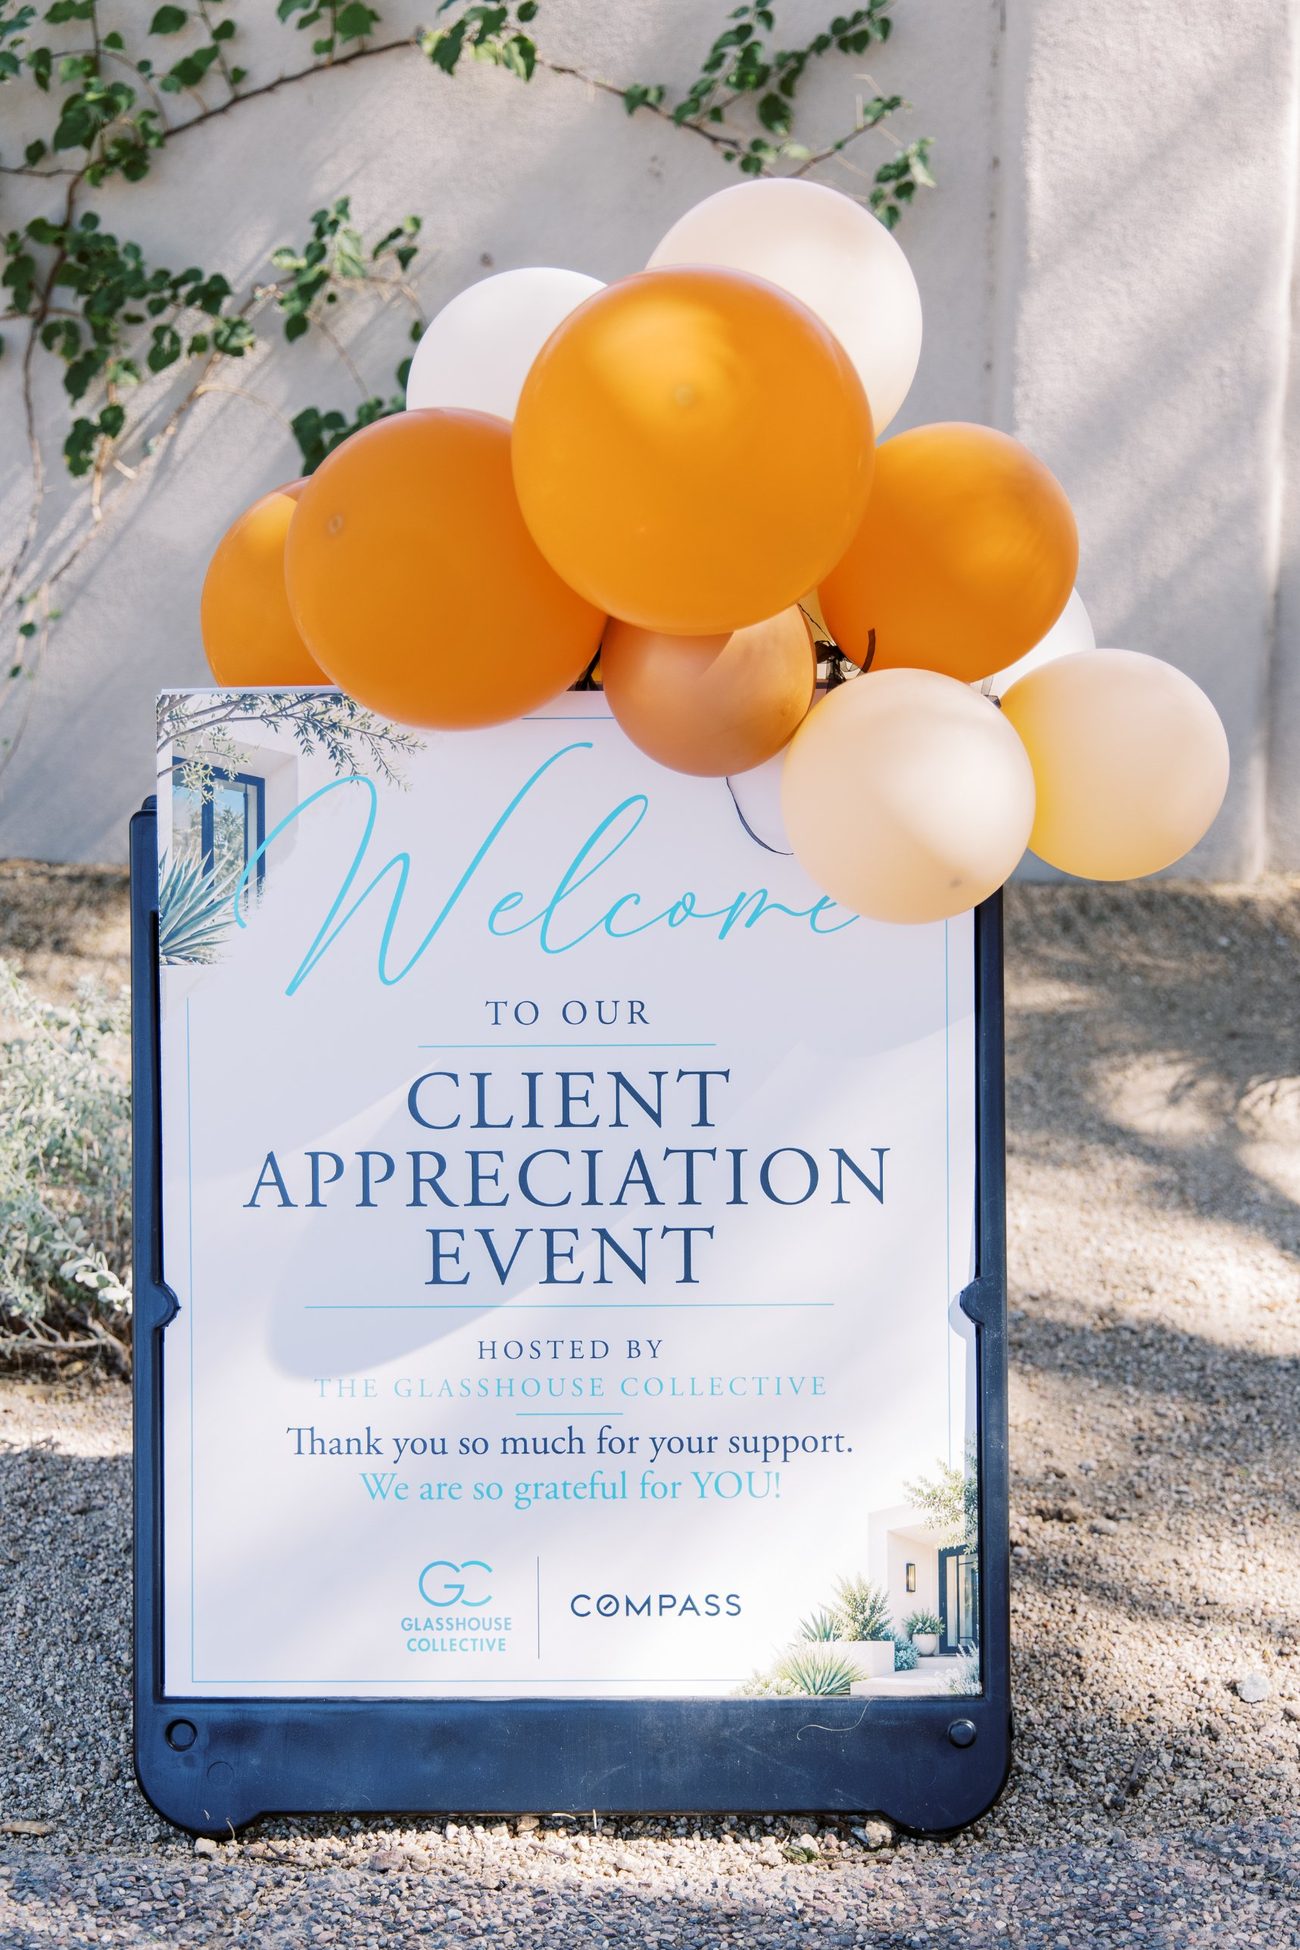 Welcome
TO OUR
CLIENT
APPRECIATION
EVENT
HOSTED BY
THE GLASSHOUSE COLLECTIVE
Thank you so much for your support.
We are so grateful for YOU!
GC
GLASSHOUSE
COLLECTIVE
COMPASS